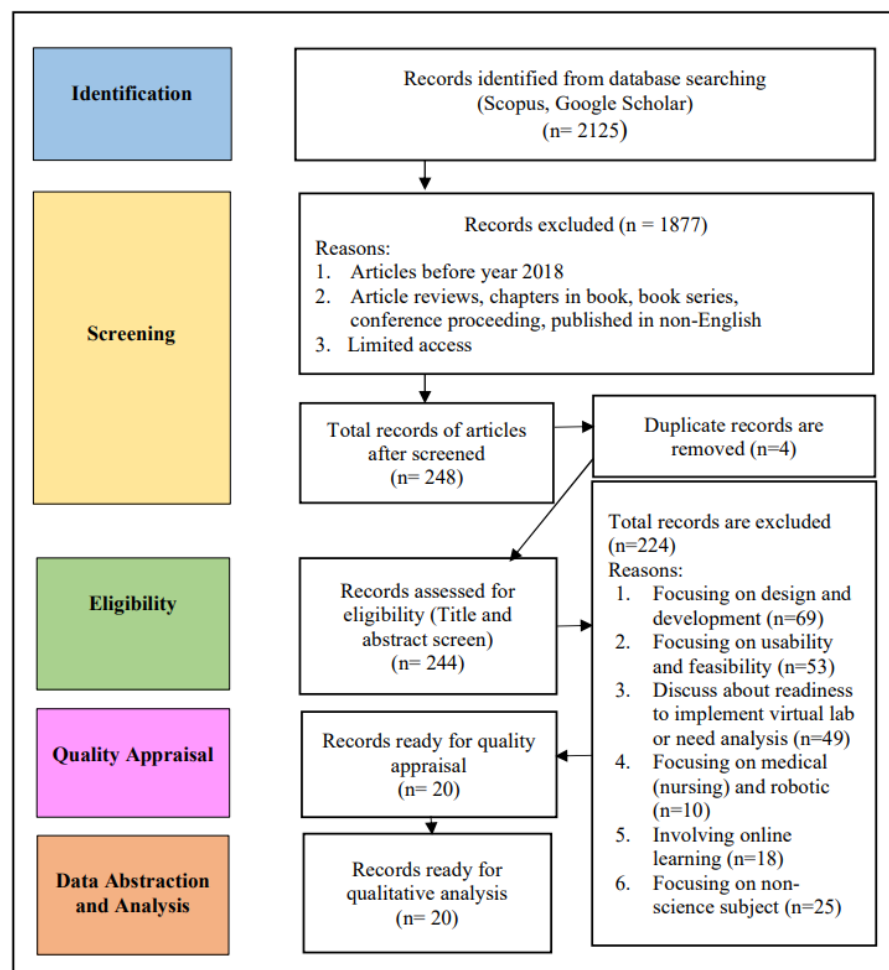 Identification
Records identified from database searching
(Scopus, Google Scholar)
(n= 2125)
Screening
Records excluded (n = 1877)
Reasons:
1. Articles before year 2018
2. Article reviews, chapters in book, book series,
conference proceeding, published in non-English
3. Limited access
Total records of articles
after screened
(n= 248)
Duplicate records are
removed (n=4)
Eligibility
Records assessed for
eligibility (Title and
abstract screen)
(n= 244)
Total records are excluded
(n=224)
Reasons:
1. Focusing on design and
development (n=69)
2. Focusing on usability
and feasibility (n=53)
3. Discuss about readiness
to implement virtual lab
or need analysis (n=49)
4. Focusing on medical
(nursing) and robotic
(n=10)
5. Involving online
learning (n=18)
6. Focusing on non-
science subject (n=25)
Quality Appraisal
Records ready for quality
appraisal
(n= 20)
Data Abstraction
and Analysis
Records ready for
qualitative analysis
(n= 20)